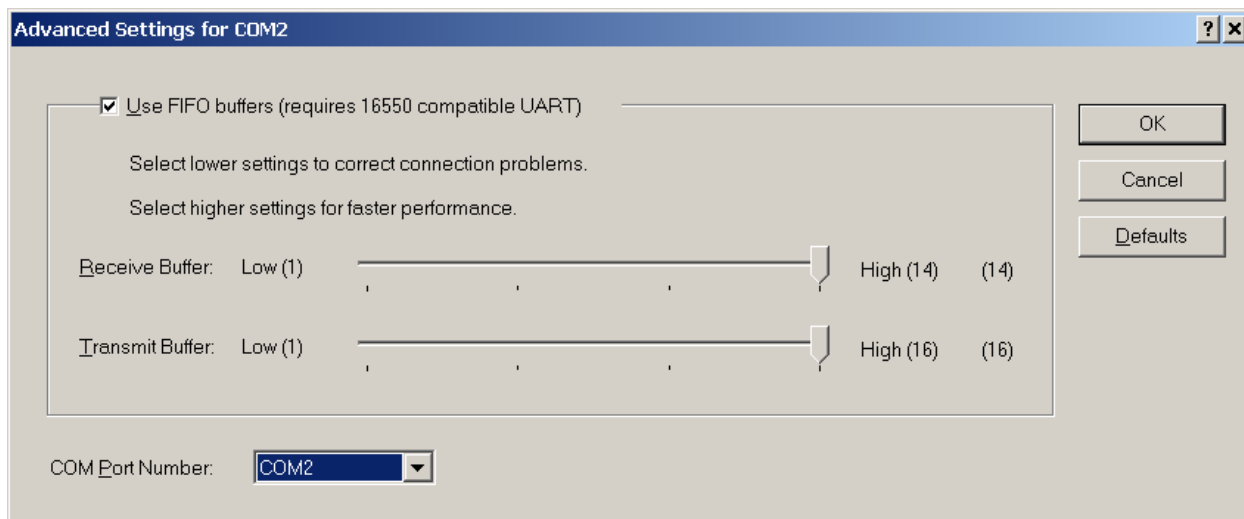 Advanced Settings for COM2
Use FIFO buffers (requires 16550 compatible UART)
Select lower settings to correct connection problems.
Select higher settings for faster performance.
Receive Buffer: Low (1) High (14) (14)
Transmit Buffer: Low (1) High (16) (16)
COM Port Number: COM2
OK
Cancel
Defaults